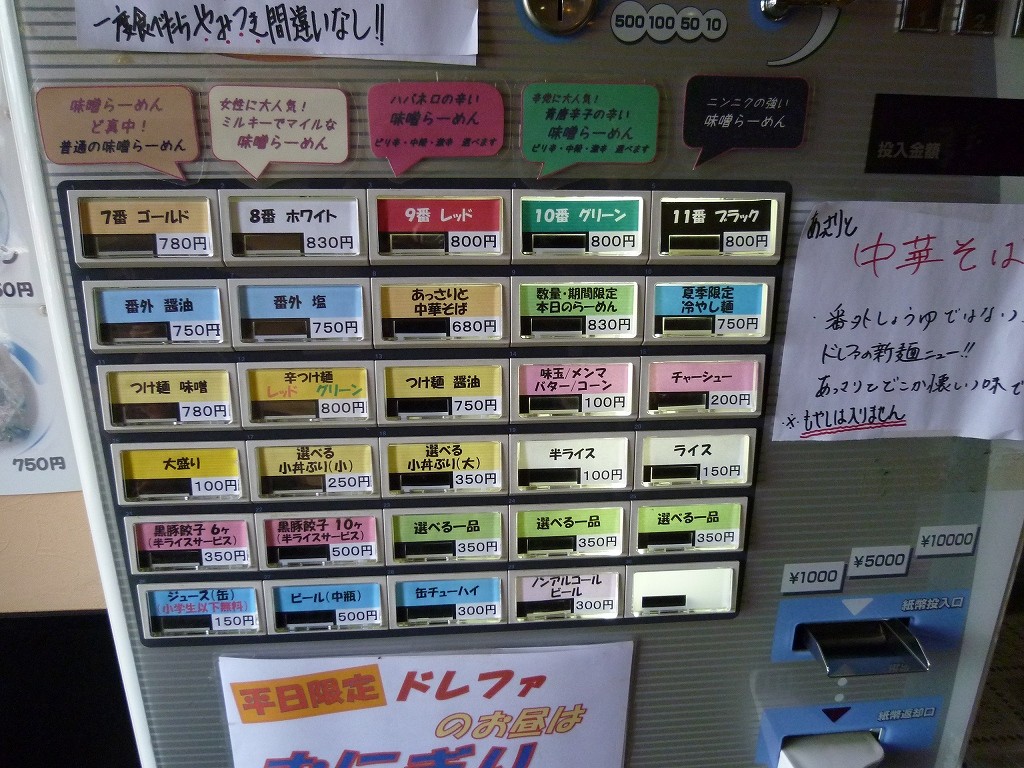 一度食べたらやみつき間違いなし!!
500 100 50 10
味噌らーめん
ど真中！
普通の味噌らーめん
女性に大人気！
ミルキーでマイルな
味噌らーめん
ハバネロの辛い
味噌らーめん
ピリ辛・中辛・激辛 選べます
辛党に大人気！
青唐辛子の辛い
味噌らーめん
ピリ辛・中辛・激辛 選べます
ニンニクの強い
味噌らーめん
投入金額
7番 ゴールド
780円
8番 ホワイト
830円
9番 レッド
800円
10番 グリーン
800円
11番 ブラック
800円
番外 醤油
750円
番外 塩
750円
あっさりと
中華そば
680円
数量・期間限定
本日のらーめん
830円
夏季限定
冷やし麺
750円
つけ麺 味噌
780円
辛つけ麺
レッド グリーン
800円
つけ麺 醤油
750円
味玉/メンマ
バター/コーン
100円
チャーシュー
200円
大盛り
100円
選べる
小丼ぶり(小)
250円
選べる
小丼ぶり(大)
350円
半ライス
100円
ライス
150円
黒豚餃子 6ヶ
(半ライスサービス)
350円
黒豚餃子 10ヶ
(半ライスサービス)
500円
選べる一品
350円
選べる一品
350円
選べる一品
350円
ジュース(缶)
(小学生以下無料)
150円
ビール(中瓶)
500円
缶チューハイ
300円
ノンアルコール
ビール
300円
あっさりと
中華そば
・番外しょうゆではない
ドレファの新麺ニュー!!
あっさりとどこか懐しい味で
※もやしは入りません
750円
¥1000
¥5000
¥10000
紙幣投入口
紙幣返却口
平日限定 ドレファ
のお昼は
おにぎり